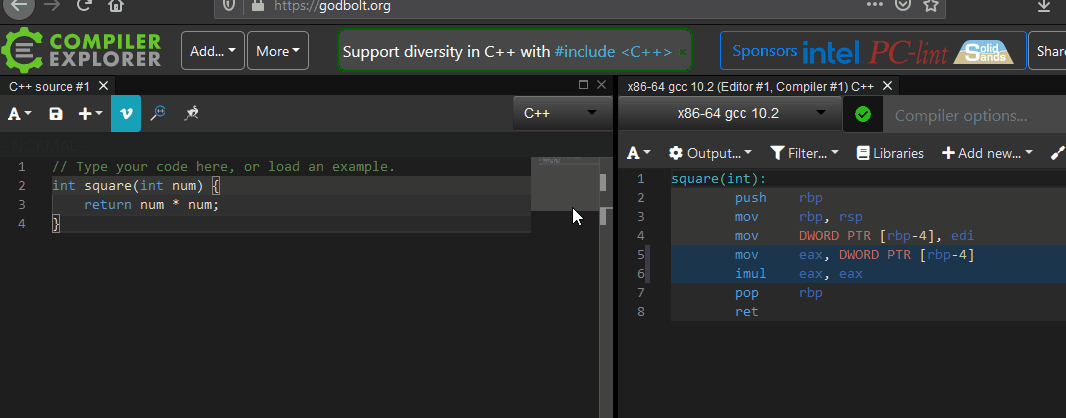 https://godbolt.org
COMPILER
EXPLORER
Add...
More
Support diversity in C++ with #include <C++>
×
Sponsors
intel
PC-lint
Solid
Sands
Share
C++ source #1
x86-64 gcc 10.2 (Editor #1, Compiler #1) C++
A
v
C++
x86-64 gcc 10.2
Compiler options...
A
Output...
Filter...
Libraries
Add new...
1 // Type your code here, or load an example.
2 int square(int num) {
3 return num * num;
4 }
1 square(int):
2 push rbp
3 mov rbp, rsp
4 mov DWORD PTR [rbp-4], edi
5 mov eax, DWORD PTR [rbp-4]
6 imul eax, eax
7 pop rbp
8 ret